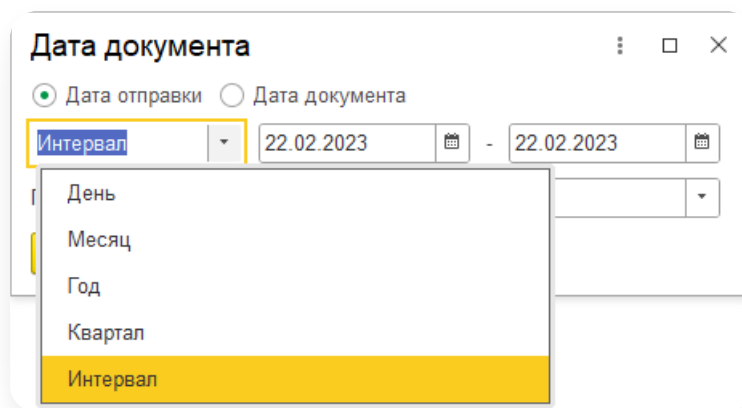 Дата документа
Дата отправки Дата документа
Интервал 22.02.2023 - 22.02.2023
День
Месяц
Год
Квартал
Интервал